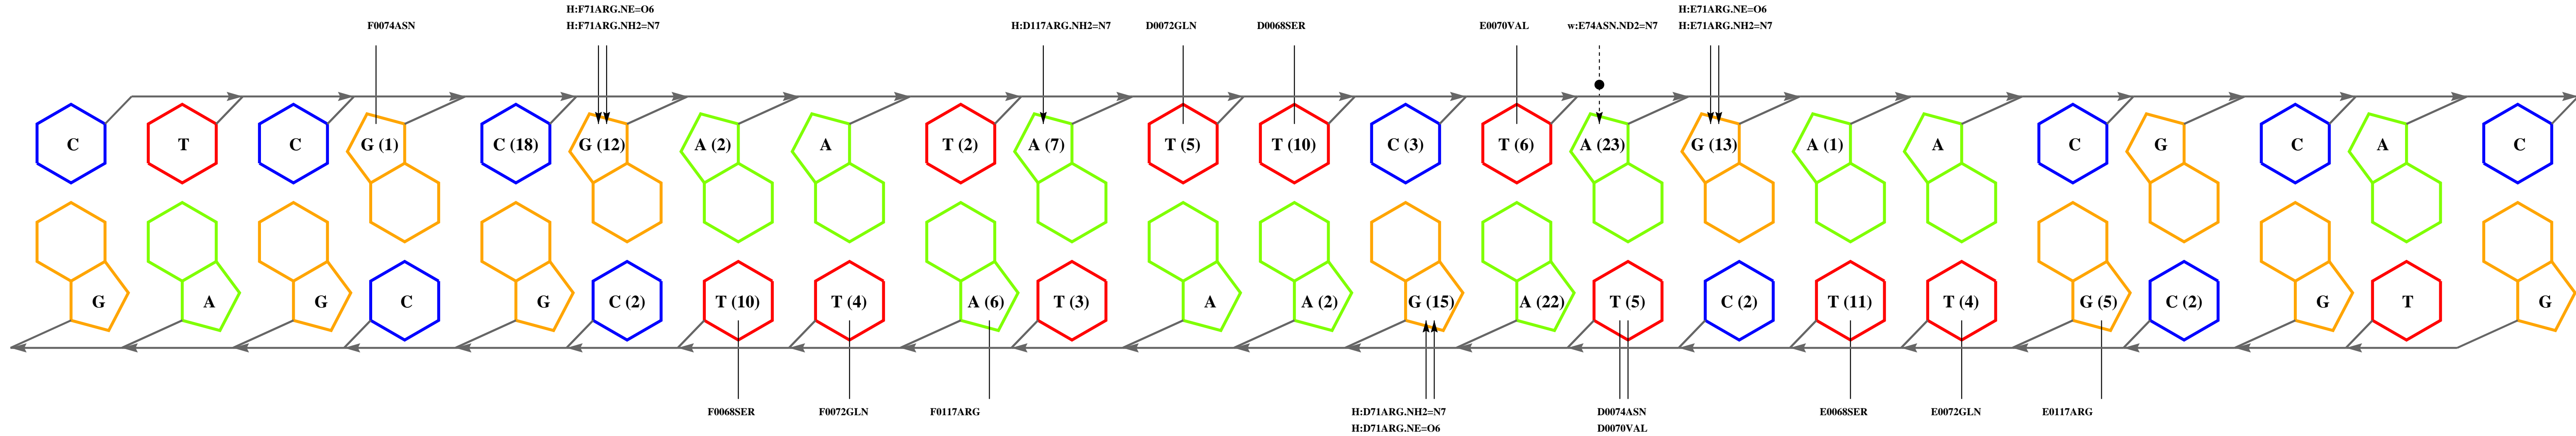 H:F71ARG.NE=O6 H:E71ARG.NE=O6
F0074ASN H:F71ARG.NH2=N7 H:D117ARG.NH2=N7 D0072GLN D0068SER E0070VAL w:E74ASN.ND2=N7 H:E71ARG.NH2=N7
C T C G (1) C (18) G (12) A (2) A T (2) A (7) T (5) T (10) C (3) T (6) A (23) G (13) A (1) A C G C A C
G A G C G C (2) T (10) T (4) A (6) T (3) A A (2) G (15) A (22) T (5) C (2) T (11) T (4) G (5) C (2) G T G
F0068SER F0072GLN F0117ARG H:D71ARG.NH2=N7 D0074ASN E0068SER E0072GLN E0117ARG
H:D71ARG.NE=O6 D0070VAL